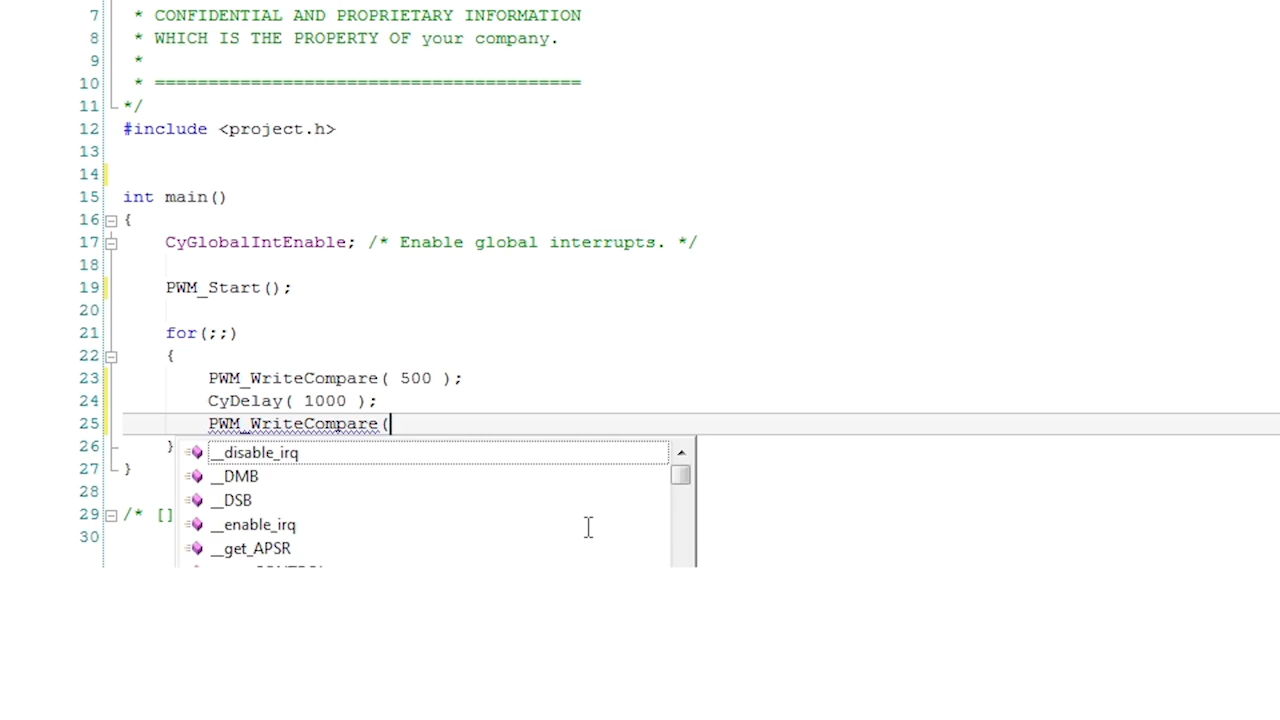 7 * CONFIDENTIAL AND PROPRIETARY INFORMATION
8 * WHICH IS THE PROPERTY OF your company.
9 *
10 * ========================================
11 */
12 #include <project.h>
13
14
15 int main()
16 {
17 CyGlobalIntEnable; /* Enable global interrupts. */
18
19 PWM_Start();
20
21 for(;;)
22 {
23 PWM_WriteCompare( 500 );
24 CyDelay( 1000 );
25 PWM_WriteCompare(
26 }
__disable_irq
27 }
__DMB
28
__DSB
29 /* []
__enable_irq
30
__get_APSR